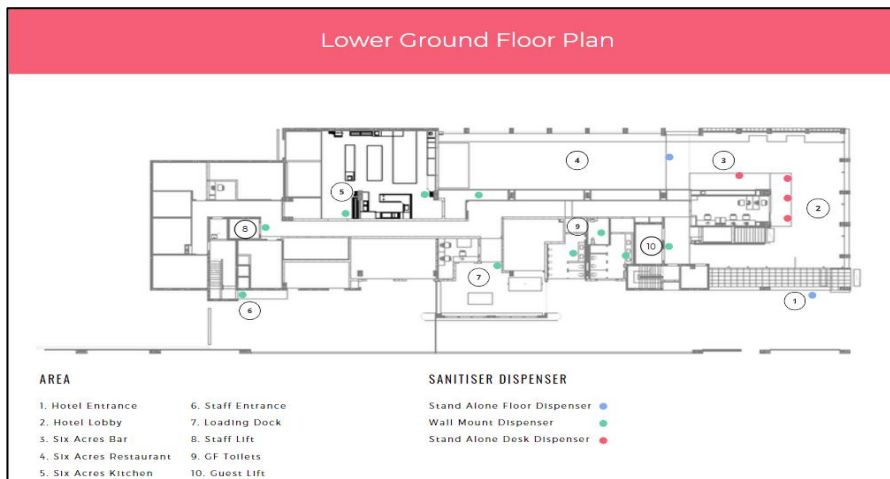 Lower Ground Floor Plan
4
3
5
2
8
9
10
7
6
1
AREA
1. Hotel Entrance
2. Hotel Lobby
3. Six Acres Bar
4. Six Acres Restaurant
5. Six Acres Kitchen
6. Staff Entrance
7. Loading Dock
8. Staff Lift
9. GF Toilets
10. Guest Lift
SANITISER DISPENSER
Stand Alone Floor Dispenser
Wall Mount Dispenser
Stand Alone Desk Dispenser